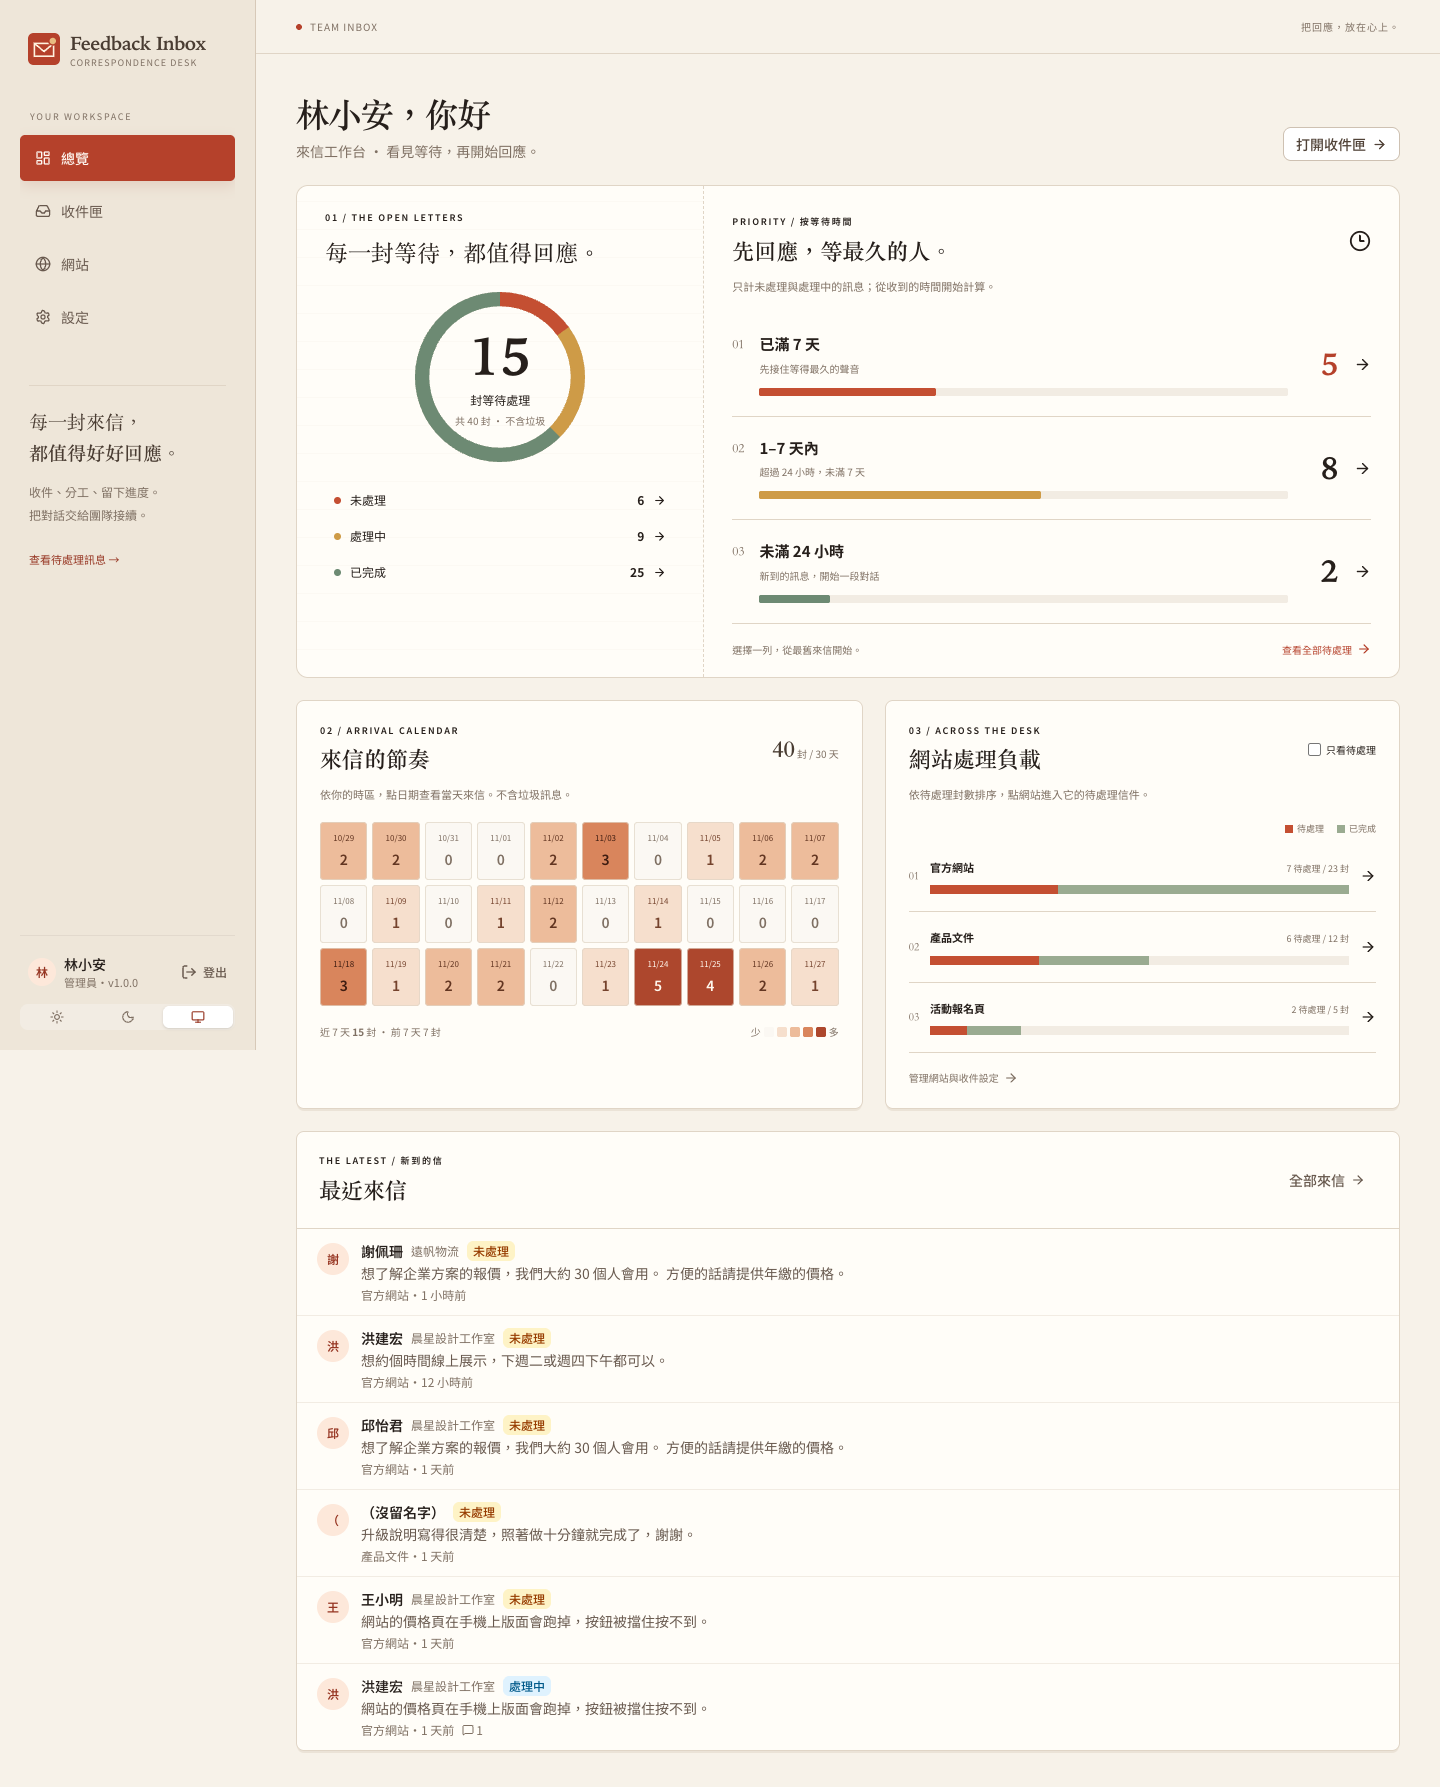 Feedback Inbox
CORRESPONDENCE DESK
YOUR WORKSPACE
總覽
收件匣
網站
設定
每一封來信，
都值得好好回應。
收件、分工、留下進度。
把對話交給團隊接續。
查看待處理訊息 →
林
林小安
管理員・v1.0.0
登出
TEAM INBOX
把回應，放在心上。
林小安，你好
來信工作台 · 看見等待，再開始回應。
打開收件匣 →
01 / THE OPEN LETTERS
每一封等待，都值得回應。
15
封等待處理
共 40 封 · 不含垃圾
未處理 6 →
處理中 9 →
已完成 25 →
PRIORITY / 按等待時間
先回應，等最久的人。
只計未處理與處理中的訊息；從收到的時間開始計算。
01 已滿 7 天
先接住等得最久的聲音
5 →
02 1–7 天內
超過 24 小時，未滿 7 天
8 →
03 未滿 24 小時
新到的訊息，開始一段對話
2 →
選擇一列，從最舊來信開始。
查看全部待處理 →
02 / ARRIVAL CALENDAR
來信的節奏
40 封 / 30 天
依你的時區，點日期查看當天來信。不含垃圾訊息。
10/29 10/30 10/31 11/01 11/02 11/03 11/04 11/05 11/06 11/07
2 2 0 0 2 3 0 1 2 2
11/08 11/09 11/10 11/11 11/12 11/13 11/14 11/15 11/16 11/17
0 1 0 1 2 0 1 0 0 0
11/18 11/19 11/20 11/21 11/22 11/23 11/24 11/25 11/26 11/27
3 1 2 2 0 1 5 4 2 1
近 7 天 15 封 · 前 7 天 7 封
少 多
03 / ACROSS THE DESK
網站處理負載
只看待處理
依待處理封數排序，點網站進入它的待處理信件。
待處理 已完成
01 官方網站 7 待處理 / 23 封 →
02 產品文件 6 待處理 / 12 封 →
03 活動報名頁 2 待處理 / 5 封 →
管理網站與收件設定 →
THE LATEST / 新到的信
最近來信
全部來信 →
謝
謝佩珊 遠帆物流 未處理
想了解企業方案的報價，我們大約 30 個人會用。 方便的話請提供年繳的價格。
官方網站・1 小時前
洪
洪建宏 晨星設計工作室 未處理
想約個時間線上展示，下週二或週四下午都可以。
官方網站・12 小時前
邱
邱怡君 晨星設計工作室 未處理
想了解企業方案的報價，我們大約 30 個人會用。 方便的話請提供年繳的價格。
官方網站・1 天前
（
（沒留名字） 未處理
升級說明寫得很清楚，照著做十分鐘就完成了，謝謝。
產品文件・1 天前
王
王小明 晨星設計工作室 未處理
網站的價格頁在手機上版面會跑掉，按鈕被擋住按不到。
官方網站・1 天前
洪
洪建宏 晨星設計工作室 處理中
網站的價格頁在手機上版面會跑掉，按鈕被擋住按不到。
官方網站・1 天前 1